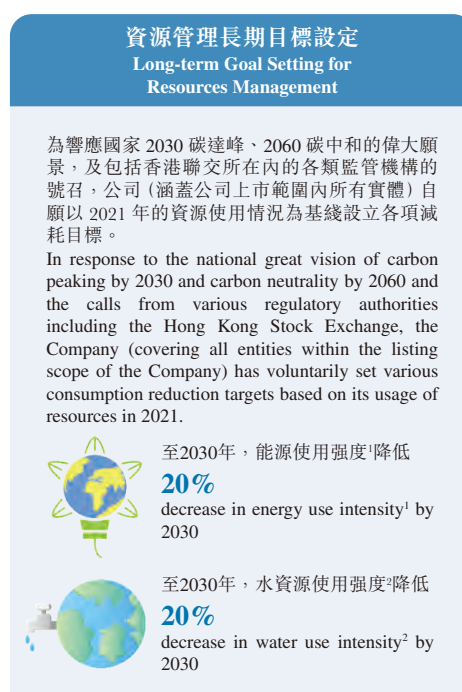 資源管理長期目標設定
Long-term Goal Setting for
Resources Management
為響應國家 2030 碳達峰、2060 碳中和的偉大願
景，及包括香港聯交所在內的各類監管機構的
號召，公司（涵蓋公司上市範圍內所有實體）自
願以 2021 年的資源使用情況為基綫設立各項減
耗目標。
In response to the national great vision of carbon
peaking by 2030 and carbon neutrality by 2060 and
the calls from various regulatory authorities
including the Hong Kong Stock Exchange, the
Company (covering all entities within the listing
scope of the Company) has voluntarily set various
consumption reduction targets based on its usage of
resources in 2021.
至2030年，能源使用强度¹降低
20%
decrease in energy use intensity¹ by
2030
至2030年，水資源使用强度²降低
20%
decrease in water use intensity² by
2030